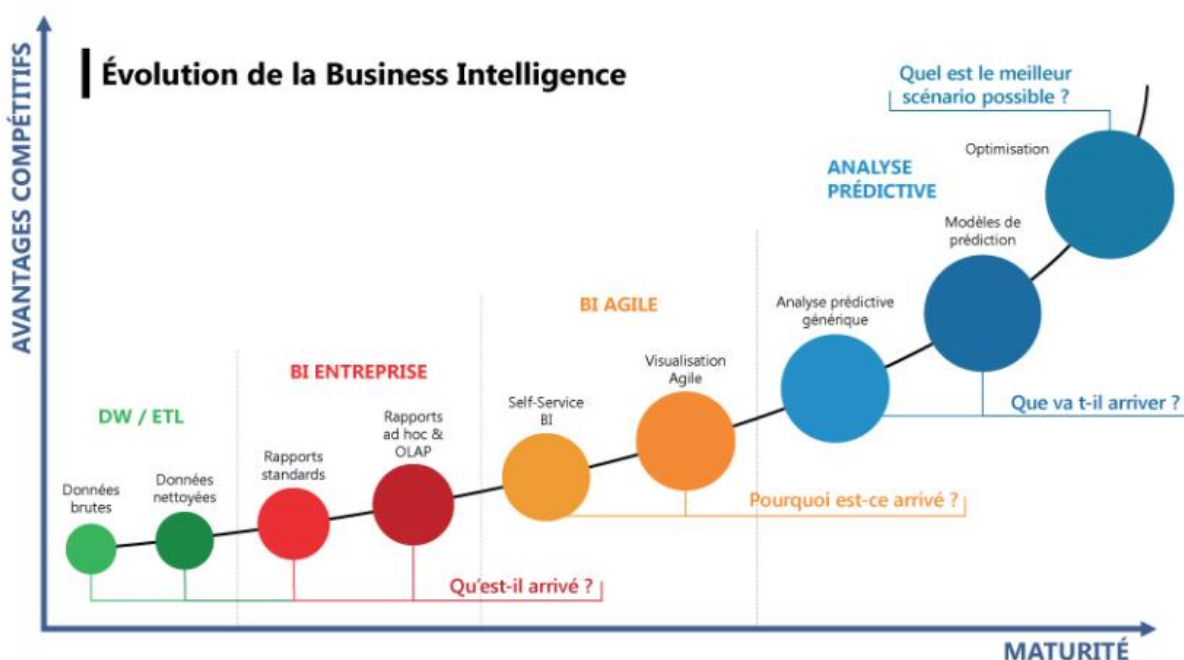 Évolution de la Business Intelligence
AVANTAGES COMPÉTITIFS
DW / ETL
Données
brutes
Données
nettoyées
BI ENTREPRISE
Rapports
standards
Rapports
ad hoc &
OLAP
Qu'est-il arrivé ?
BI AGILE
Self-Service
BI
Visualisation
Agile
Pourquoi est-ce arrivé ?
ANALYSE
PRÉDICTIVE
Analyse prédictive
générique
Modèles de
prédiction
Que va t-il arriver ?
Optimisation
Quel est le meilleur
scénario possible ?
MATURITÉ